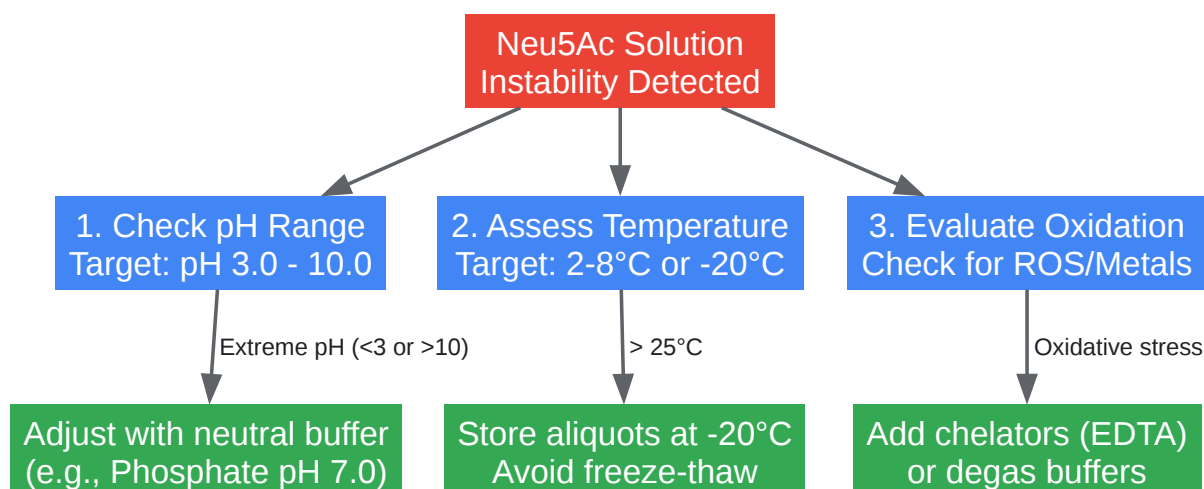 Neu5Ac Solution
Instability Detected
1. Check pH Range
Target: pH 3.0 - 10.0
2. Assess Temperature
Target: 2-8°C or -20°C
3. Evaluate Oxidation
Check for ROS/Metals
Extreme pH (<3 or >10)
> 25°C
Oxidative stress
Adjust with neutral buffer
(e.g., Phosphate pH 7.0)
Store aliquots at -20°C
Avoid freeze-thaw
Add chelators (EDTA)
or degas buffers